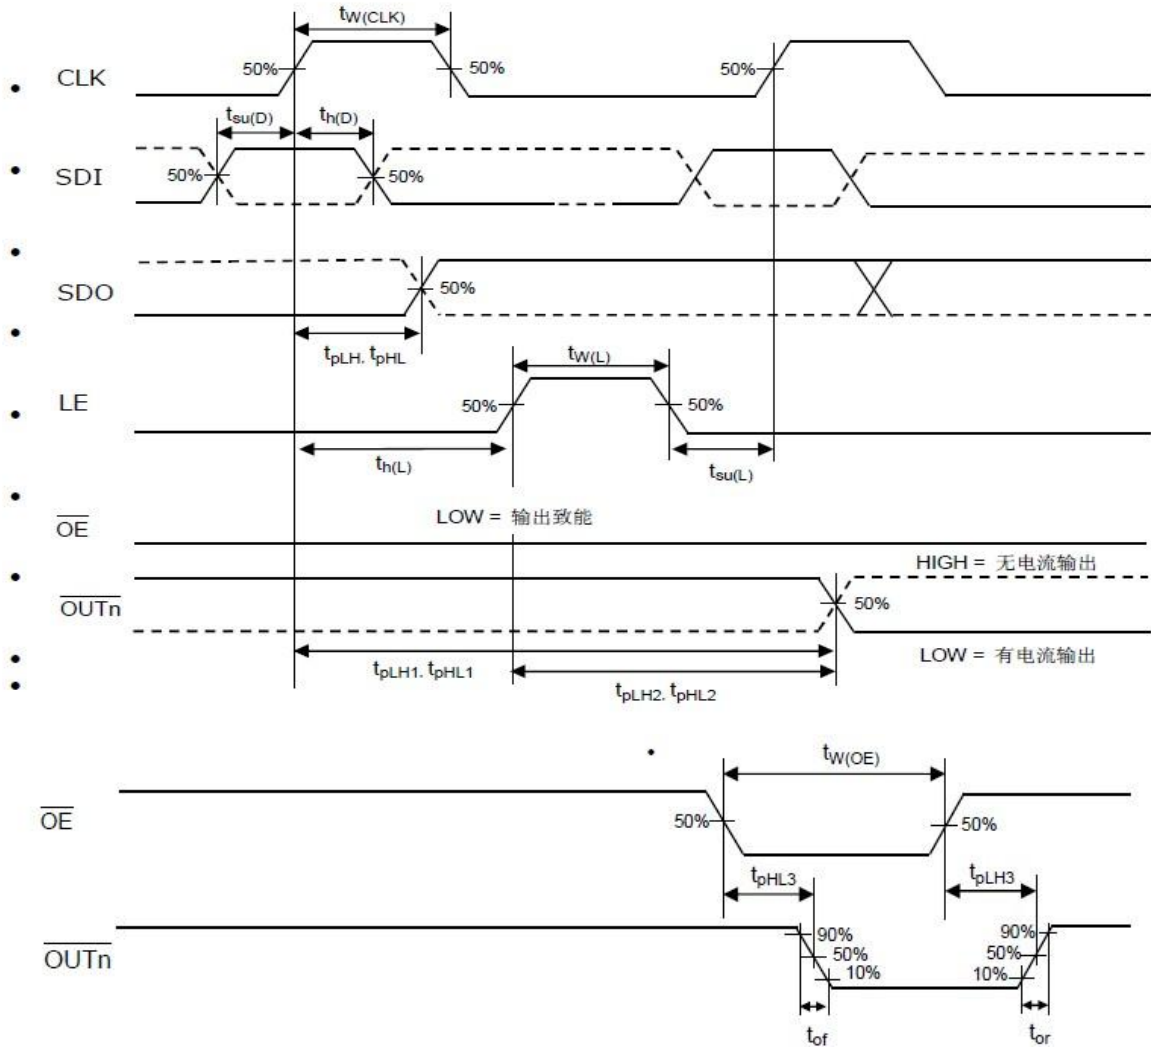 tW(CLK)
CLK 50% 50% 50%
tsu(D) th(D)
SDI 50% 50%
SDO 50%
tpLH. tpHL tW(L)
LE 50% 50%
th(L) tsu(L)
LOW = 输出致能
OE
HIGH = 无电流输出
OUTn 50%
LOW = 有电流输出
tpLH1. tpHL1
tpLH2. tpHL2
tW(OE)
OE 50% 50%
tpHL3 tpLH3
90% 90%
OUTn 50% 50%
10% 10%
tof tor